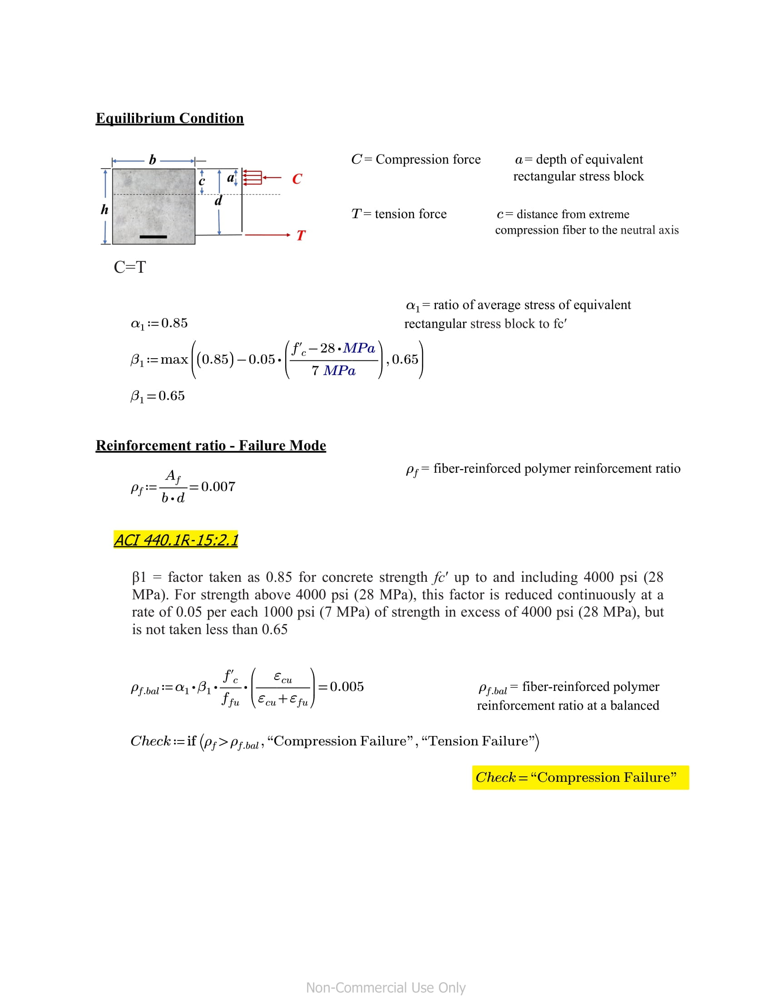 Equilibrium Condition
b
h
c
a
d
C
T
C = Compression force
a = depth of equivalent
rectangular stress block
T = tension force
c = distance from extreme
compression fiber to the neutral axis
C=T
α₁ = ratio of average stress of equivalent
rectangular stress block to fc′
α₁ ≔ 0.85
β₁ ≔ max((0.85) − 0.05 • ((f′c − 28 • MPa) / (7 MPa)), 0.65)
β₁ = 0.65
Reinforcement ratio - Failure Mode
ρf = fiber-reinforced polymer reinforcement ratio
ρf ≔ Af / (b • d) = 0.007
ACI 440.1R-15:2.1
β1 = factor taken as 0.85 for concrete strength fc′ up to and including 4000 psi (28
MPa). For strength above 4000 psi (28 MPa), this factor is reduced continuously at a
rate of 0.05 per each 1000 psi (7 MPa) of strength in excess of 4000 psi (28 MPa), but
is not taken less than 0.65
ρf.bal ≔ α₁ • β₁ • (f′c / ffu) • (εcu / (εcu + εfu)) = 0.005
ρf.bal = fiber-reinforced polymer
reinforcement ratio at a balanced
Check ≔ if (ρf > ρf.bal, “Compression Failure”, “Tension Failure”)
Check = “Compression Failure”
Non-Commercial Use Only